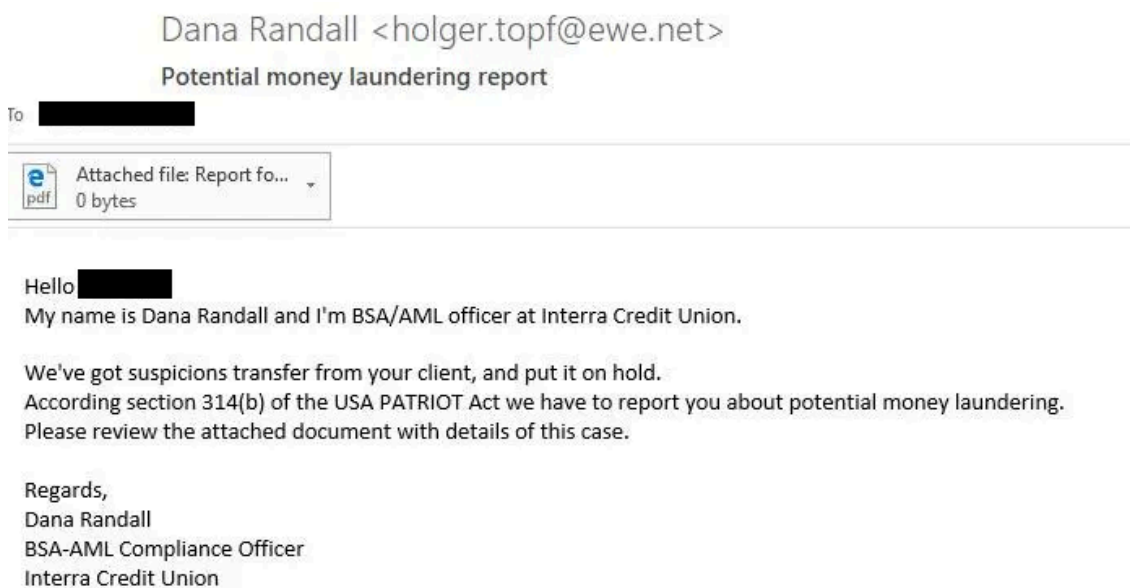 Dana Randall <holger.topf@ewe.net>
Potential money laundering report
To
Attached file: Report fo...
pdf 0 bytes
Hello
My name is Dana Randall and I'm BSA/AML officer at Interra Credit Union.
We've got suspicions transfer from your client, and put it on hold.
According section 314(b) of the USA PATRIOT Act we have to report you about potential money laundering.
Please review the attached document with details of this case.
Regards,
Dana Randall
BSA-AML Compliance Officer
Interra Credit Union